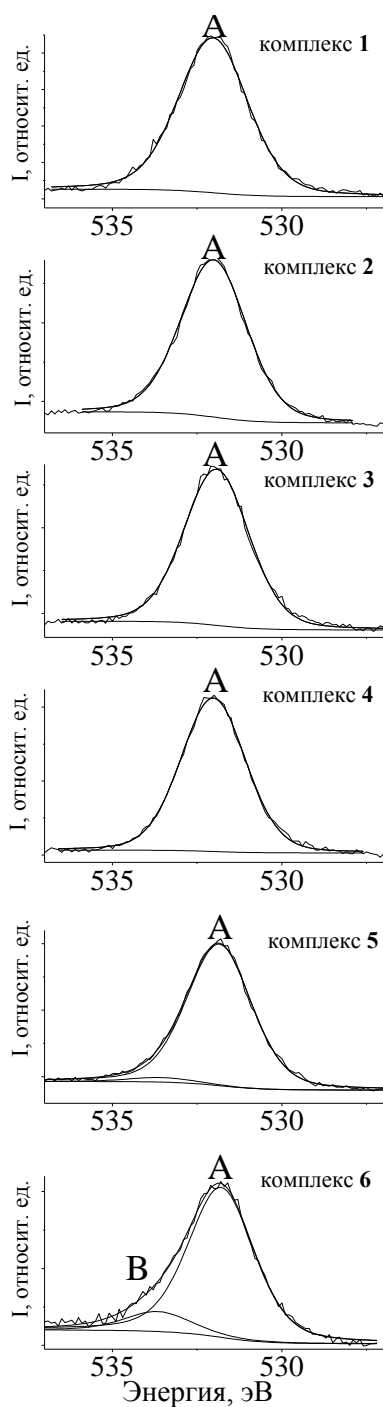 A
комплекс 1
I, относит. ед.
535
530
A
комплекс 2
I, относит. ед.
535
530
A
комплекс 3
I, относит. ед.
535
530
A
комплекс 4
I, относит. ед.
535
530
A
комплекс 5
I, относит. ед.
535
530
A
комплекс 6
B
I, относит. ед.
535
530
Энергия, эВ